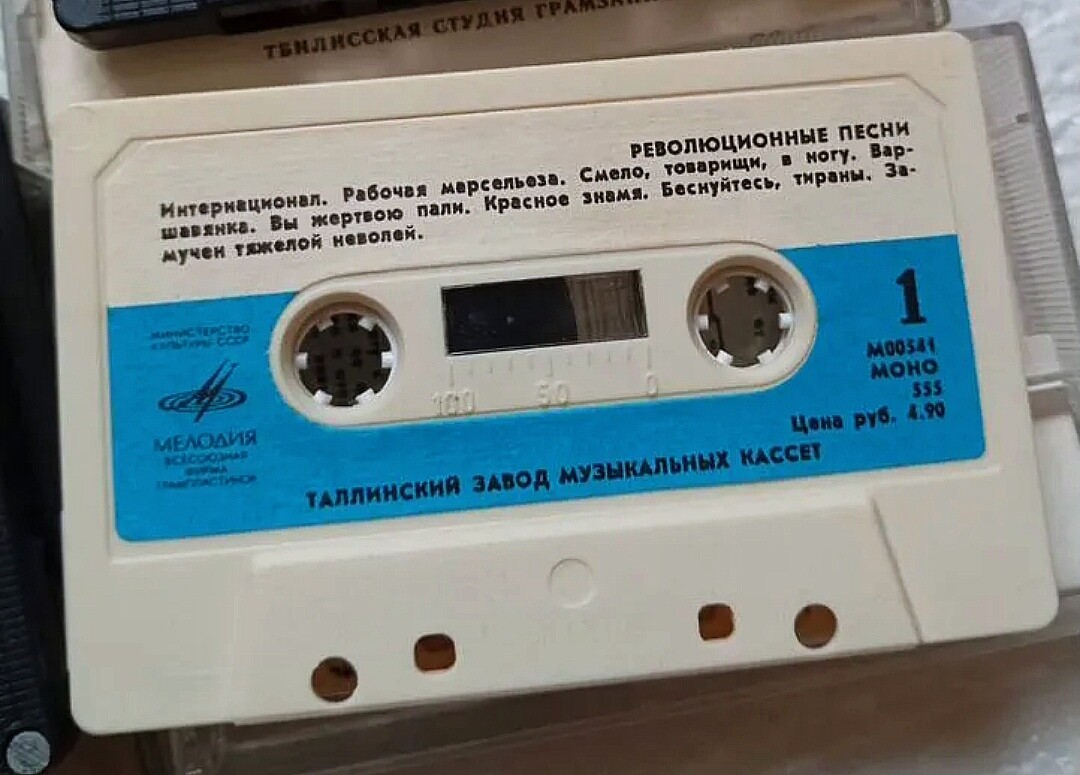 ТБИЛИССКАЯ СТУДИЯ
РЕВОЛЮЦИОННЫЕ ПЕСНИ
Интернационал. Рабочая марсельеза. Смело, товарищи, в ногу. Вар-
шавянка. Вы жертвою пали. Красное знамя. Беснуйтесь, тираны. За-
мучен тяжелой неволей.
1
МИНИСТЕРСТВО
КУЛЬТУРЫ СССР
М00541
МОНО
555
Цена руб. 4.90
100 50 0
МЕЛОДИЯ
ВСЕСОЮЗНАЯ
ФИРМА
ГРАМПЛАСТИНОК
ТАЛЛИНСКИЙ ЗАВОД МУЗЫКАЛЬНЫХ КАССЕТ